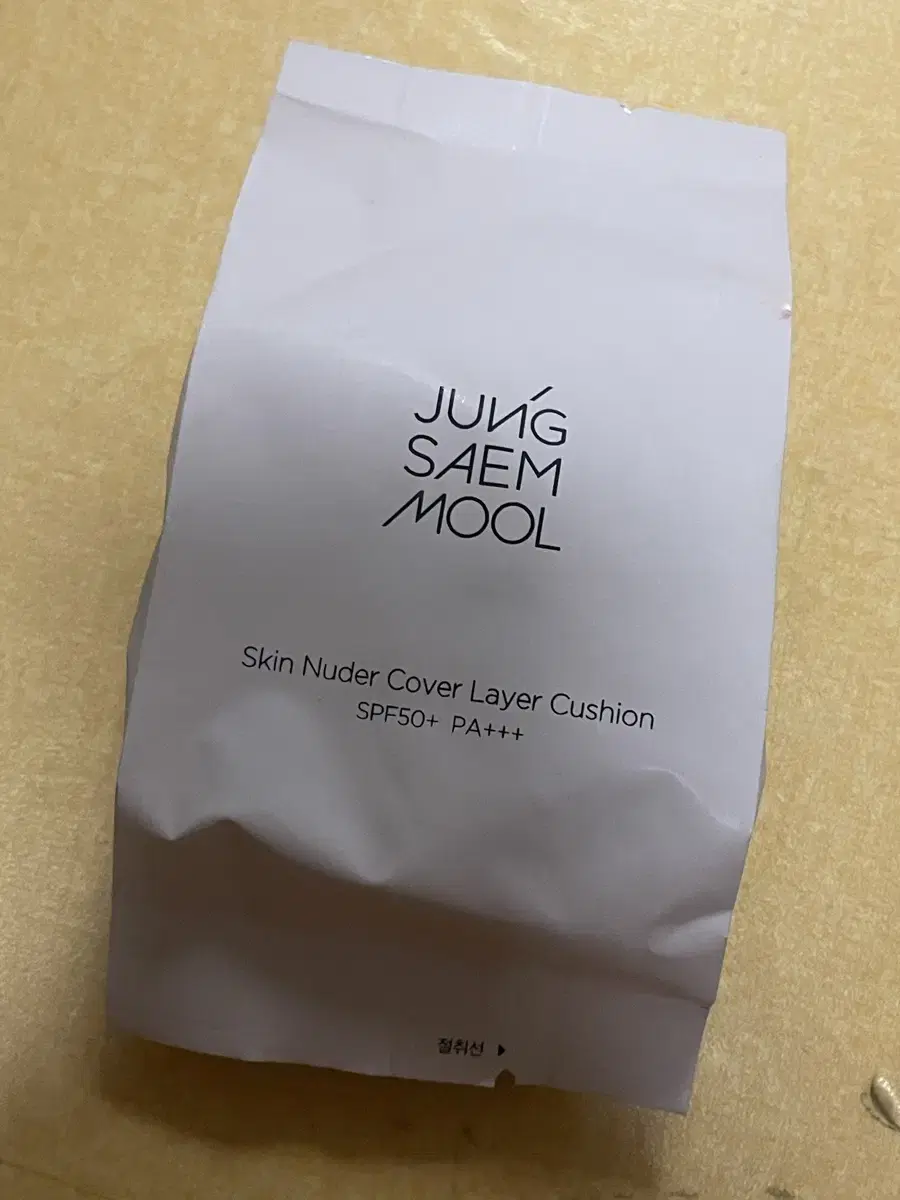 JUNG
SAEM
MOOL
Skin Nuder Cover Layer Cushion
SPF50+ PA+++
절취선 ▶